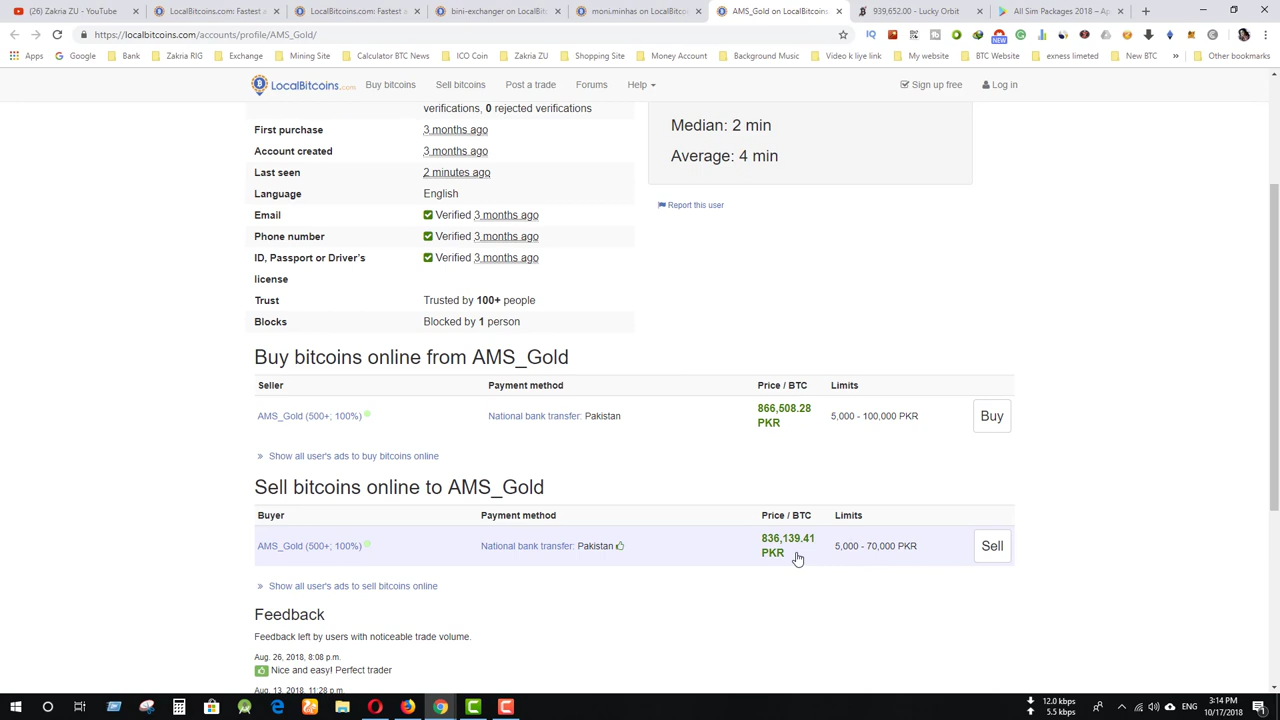 (26) Zakria ZU - YouTube
LocalBitcoins.com: Fastest a
LocalBitcoins.com: Fastest a
bini-exchanger on LocalBitc
moni.minhas on LocalBitcoin
AMS_Gold on LocalBitcoins
939,652.00 - Lucky Orbit
All Sim Packages 2018 – Ap
https://localbitcoins.com/accounts/profile/AMS_Gold/
Apps Google Bank Zakria RIG Exchange Mining Site Calculator BTC News ICO Coin Zakria ZU Shopping Site Money Account Background Music Video k liye link My website BTC Website exness limeted New BTC » Other bookmarks
LocalBitcoins.com Buy bitcoins Sell bitcoins Post a trade Forums Help Sign up free Log in
verifications, 0 rejected verifications
First purchase 3 months ago
Account created 3 months ago
Last seen 2 minutes ago
Language English
Email Verified 3 months ago
Phone number Verified 3 months ago
ID, Passport or Driver's Verified 3 months ago
license
Trust Trusted by 100+ people
Blocks Blocked by 1 person
Median: 2 min
Average: 4 min
Report this user
Buy bitcoins online from AMS_Gold
Seller Payment method Price / BTC Limits
AMS_Gold (500+; 100%) National bank transfer: Pakistan 866,508.28 PKR 5,000 - 100,000 PKR Buy
» Show all user's ads to buy bitcoins online
Sell bitcoins online to AMS_Gold
Buyer Payment method Price / BTC Limits
AMS_Gold (500+; 100%) National bank transfer: Pakistan 836,139.41 PKR 5,000 - 70,000 PKR Sell
» Show all user's ads to sell bitcoins online
Feedback
Feedback left by users with noticeable trade volume.
Aug. 26, 2018, 8:08 p.m.
Nice and easy! Perfect trader
Aug. 13, 2018, 11:28 p.m.
12.0 kbps
5.5 kbps
ENG
3:14 PM
10/17/2018